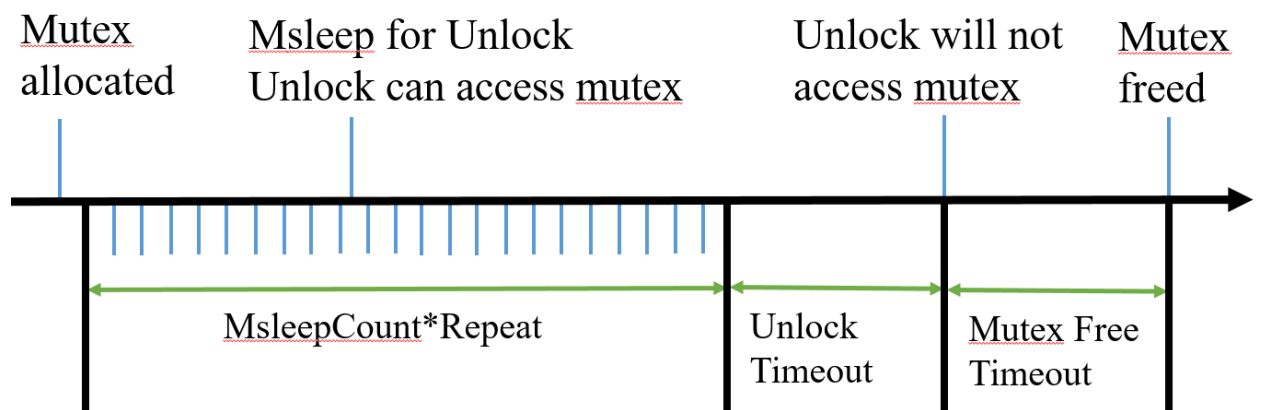 Mutex
allocated
Msleep for Unlock
Unlock can access mutex
Unlock will not
access mutex
Mutex
freed
MsleepCount*Repeat
Unlock
Timeout
Mutex Free
Timeout